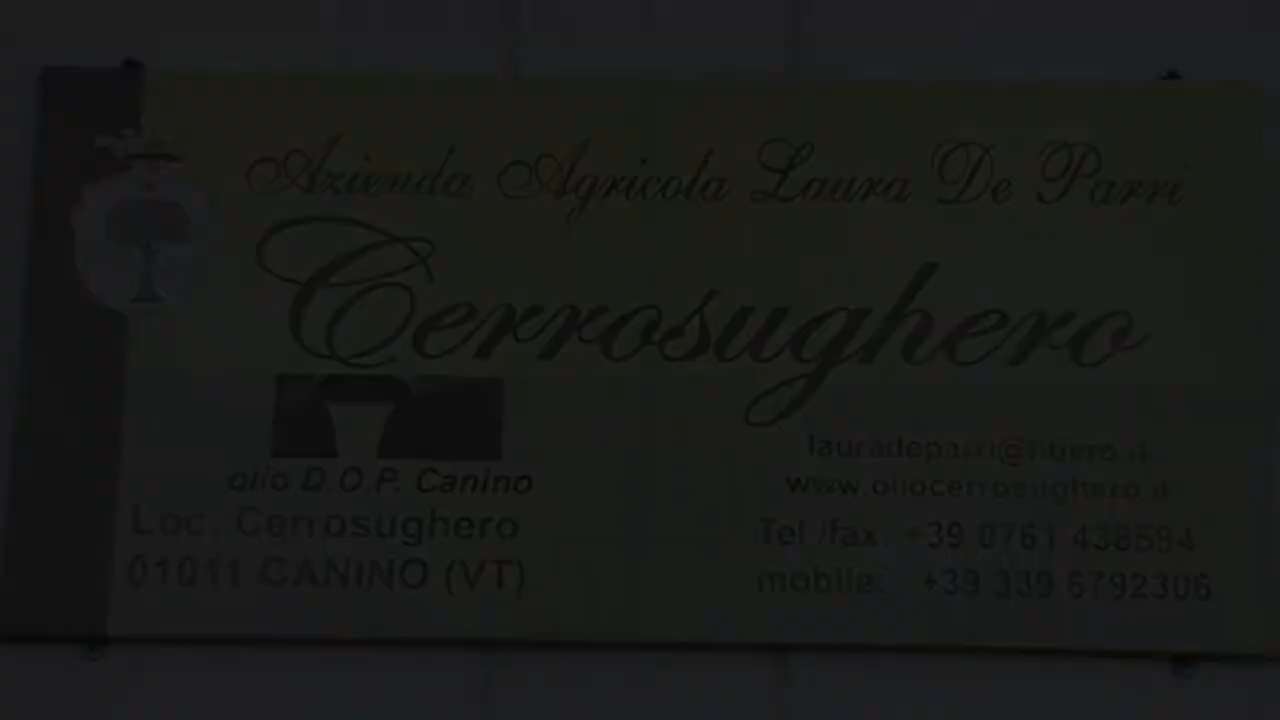 Azienda Agricola Laura De Parri
Cerrosughero
olio D.O.P. Canino
Loc. Cerrosughero
01011 CANINO (VT)
lauradeparri@libero.it
www.oliocerrosughero.it
Tel /fax +39 0761 438594
mobile: +39 339 6792306